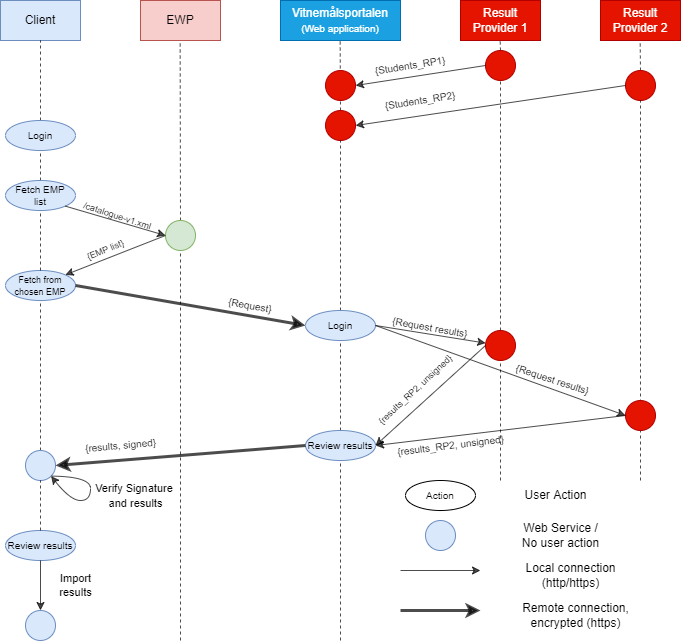 Client
EWP
Vitnemålsportalen
(Web application)
Result
Provider 1
Result
Provider 2
{Students_RP1}
{Students_RP2}
Login
Fetch EMP
list
/catalogue-v1.xml
{EMP list}
Fetch from
chosen EMP
{Request}
Login
{Request results}
{Request results}
{results_RP2, unsigned}
{results_RP2, unsigned}
Review results
{results, signed}
Verify Signature
and results
Review results
Import
results
Action
User Action
Web Service /
No user action
Local connection
(http/https)
Remote connection,
encrypted (https)